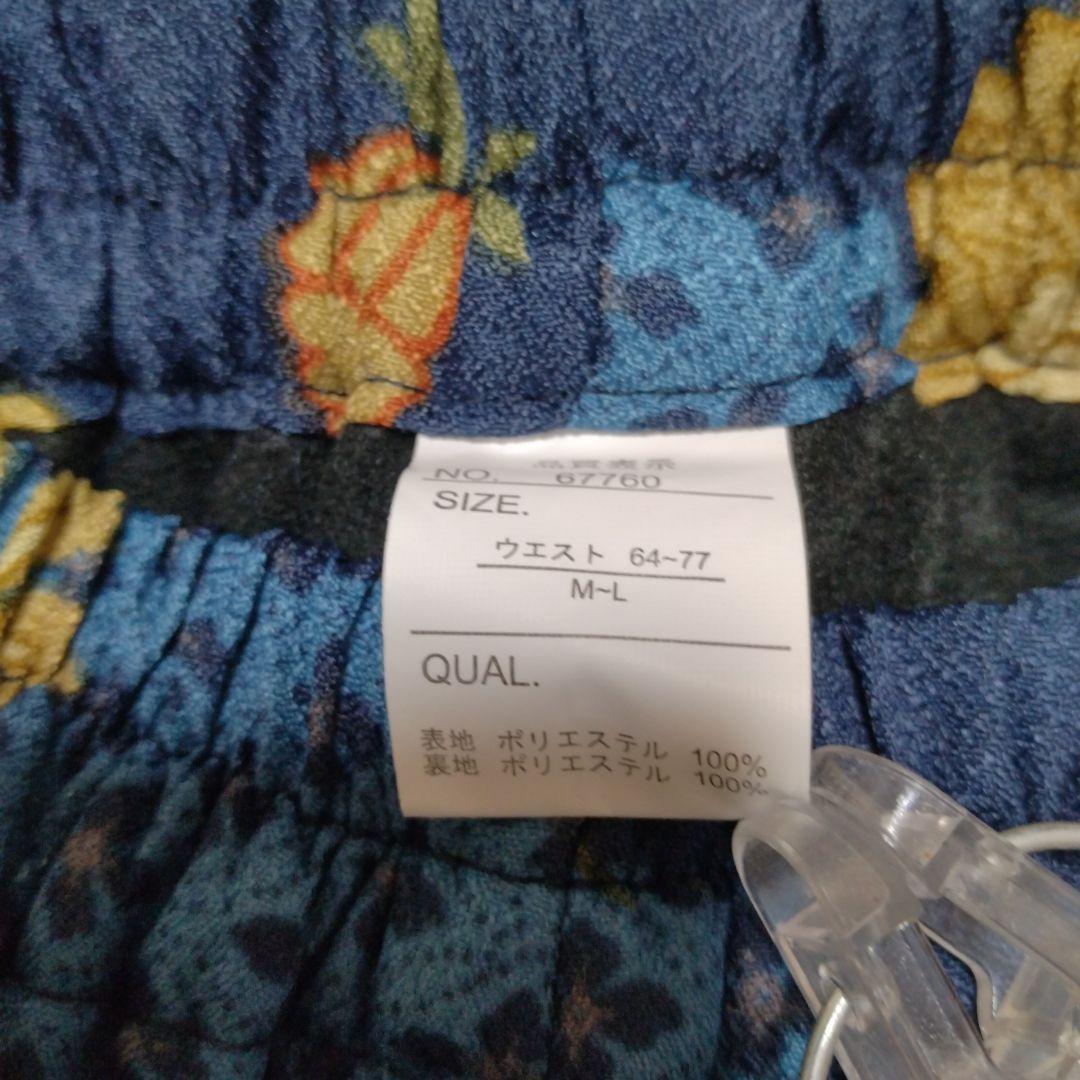 品質表示
NO. 67760
SIZE.
ウエスト 64~77
M~L
QUAL.
表地 ポリエステル 100%
裏地 ポリエステル 100%